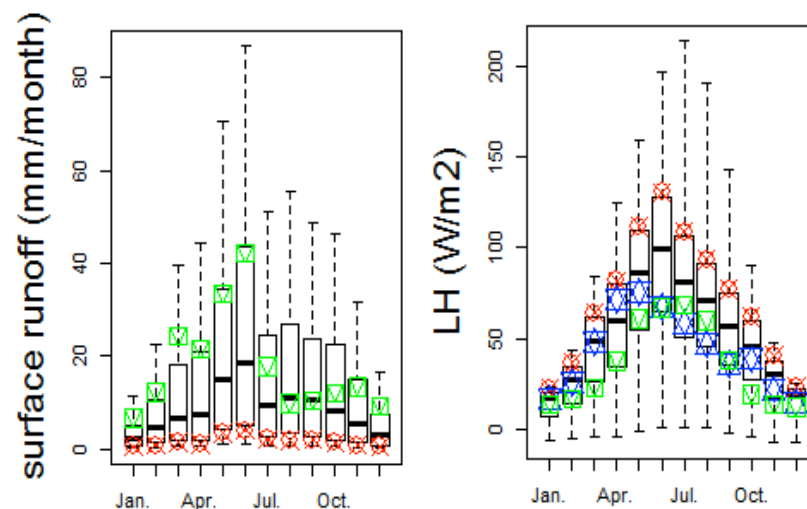 surface runoff (mm/month)
80
60
40
20
0
Jan. Apr. Jul. Oct.
LH (W/m2)
200
150
100
50
0
Jan. Apr. Jul. Oct.